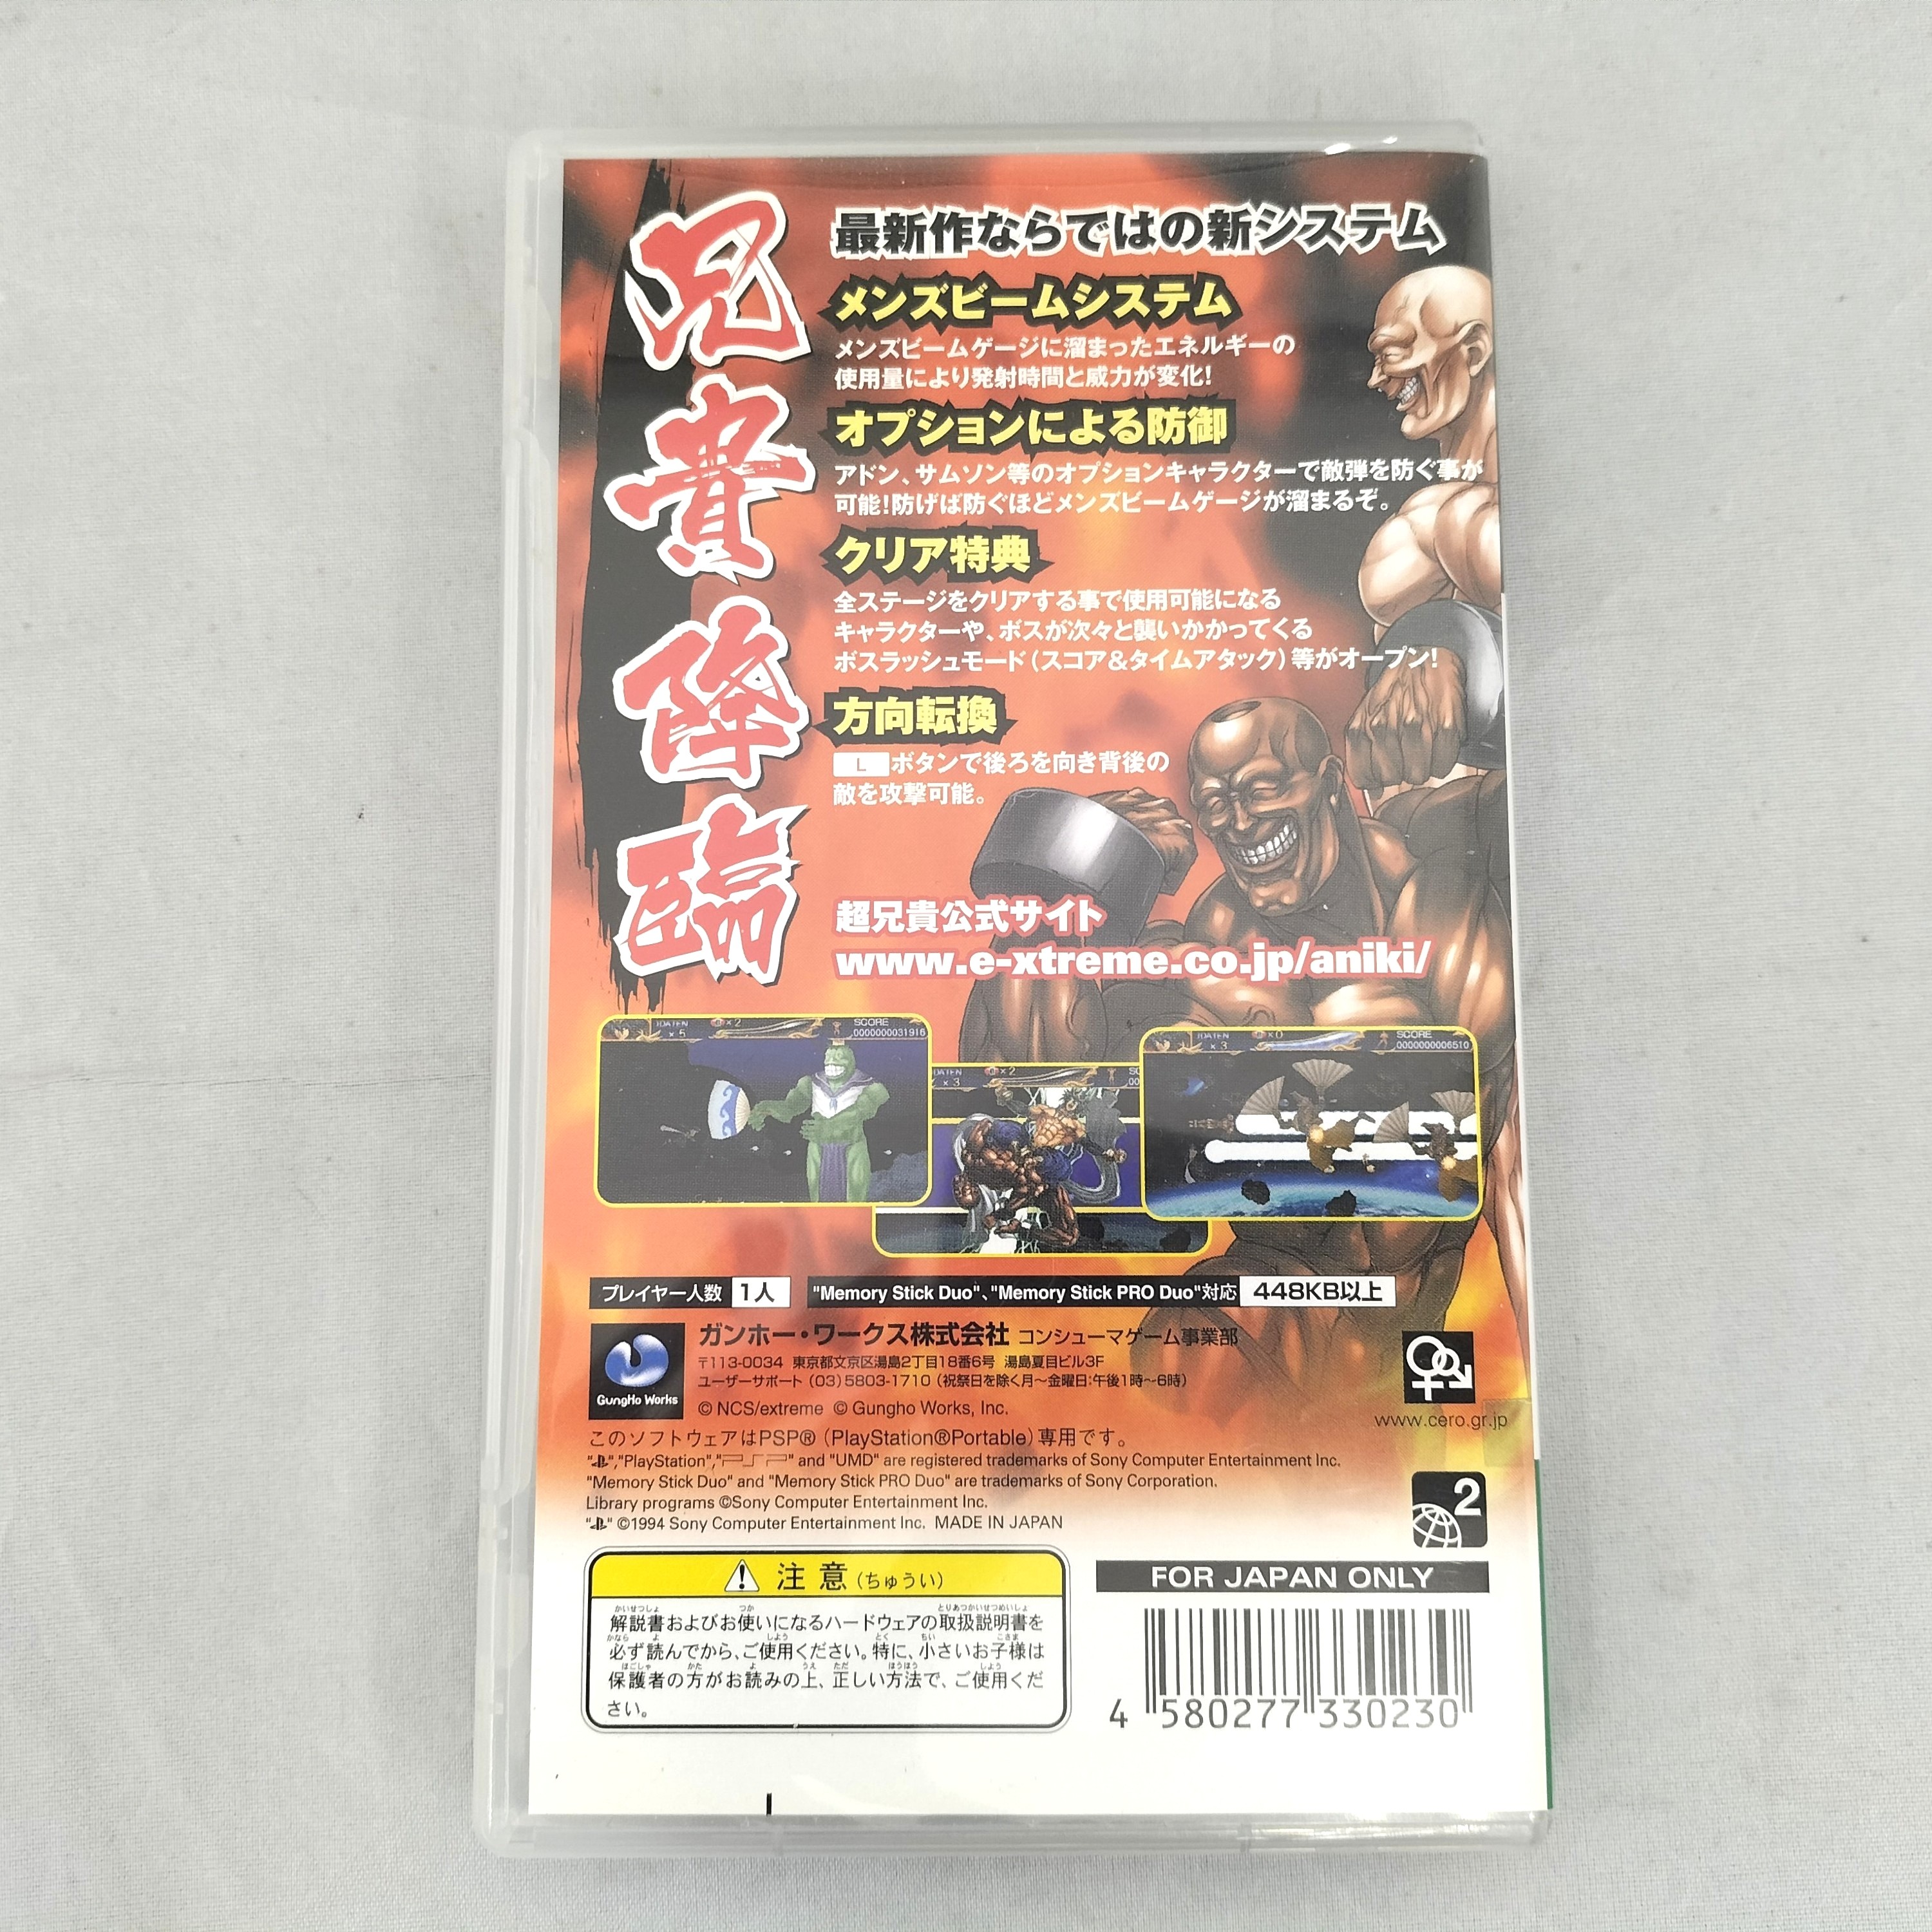 兄貴降臨
最新作ならではの新システム
メンズビームシステム
メンズビームゲージに溜まったエネルギーの
使用量により発射時間と威力が変化!
オプションによる防御
アドン、サムソン等のオプションキャラクターで敵弾を防ぐ事が
可能!防げば防ぐほどメンズビームゲージが溜まるぞ。
クリア特典
全ステージをクリアする事で使用可能になる
キャラクターや、ボスが次々と襲いかかってくる
ボスラッシュモード(スコア&タイムアタック)等がオープン!
方向転換
Lボタンで後ろを向き背後の
敵を攻撃可能。
超兄貴公式サイト
www.e-xtreme.co.jp/aniki/
IDATEN ×5 ×2 SCORE
0000000031916
IDATEN ×3 ×2
IDATEN ×3 ×0 SCORE
0000000006510
プレイヤー人数 1人
"Memory Stick Duo"、"Memory Stick PRO Duo"対応 448KB以上
GungHo Works
ガンホー・ワークス株式会社 コンシューマゲーム事業部
〒113-0034 東京都文京区湯島2丁目18番6号 湯島夏目ビル3F
ユーザーサポート (03)5803-1710 (祝祭日を除く月〜金曜日:午後1時〜6時)
© NCS/extreme © Gungho Works, Inc.
www.cero.gr.jp
このソフトウェアはPSP®(PlayStation®Portable)専用です。
"","PlayStation","PSP" and "UMD" are registered trademarks of Sony Computer Entertainment Inc.
"Memory Stick Duo" and "Memory Stick PRO Duo" are trademarks of Sony Corporation.
Library programs ©Sony Computer Entertainment Inc.
"" ©1994 Sony Computer Entertainment Inc. MADE IN JAPAN
2
注意(ちゅうい)
解説書およびお使いになるハードウェアの取扱説明書を
必ず読んでから、ご使用ください。特に、小さいお子様は
保護者の方がお読みの上、正しい方法で、ご使用くだ
さい。
FOR JAPAN ONLY
4 580277 330230